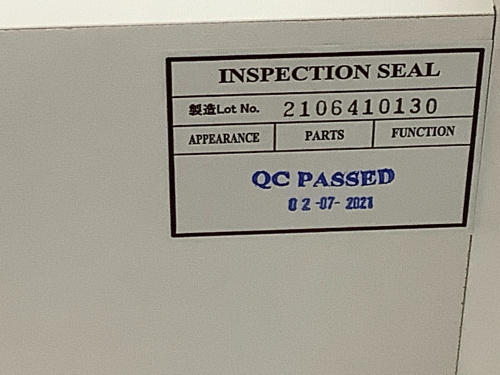 INSPECTION SEAL
製造Lot No. 2106410130
APPEARANCE PARTS FUNCTION
QC PASSED
02-07-2021